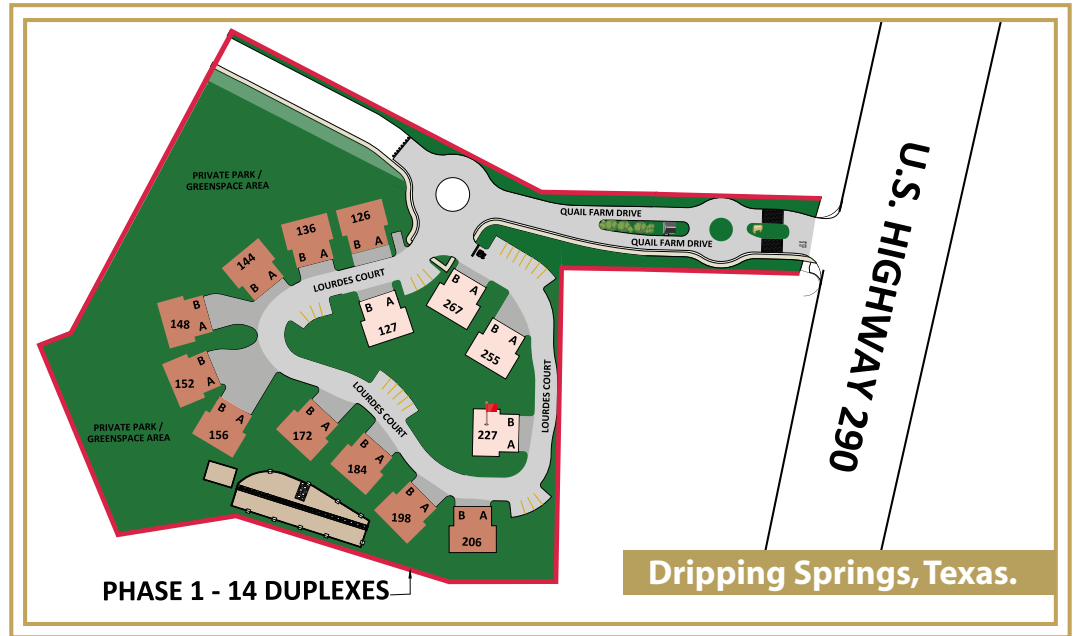 PRIVATE PARK /
GREENSPACE AREA
126
B A
136
B A
144
B A
148
B
A
152
B
A
156
B A
LOURDES COURT
127
B A
267
B A
255
B A
QUAIL FARM DRIVE
QUAIL FARM DRIVE
U.S. HIGHWAY 290
LOURDES COURT
LOURDES COURT
227
B
A
172
B A
184
B A
198
B A
206
B A
PRIVATE PARK /
GREENSPACE AREA
PHASE 1 - 14 DUPLEXES
Dripping Springs, Texas.